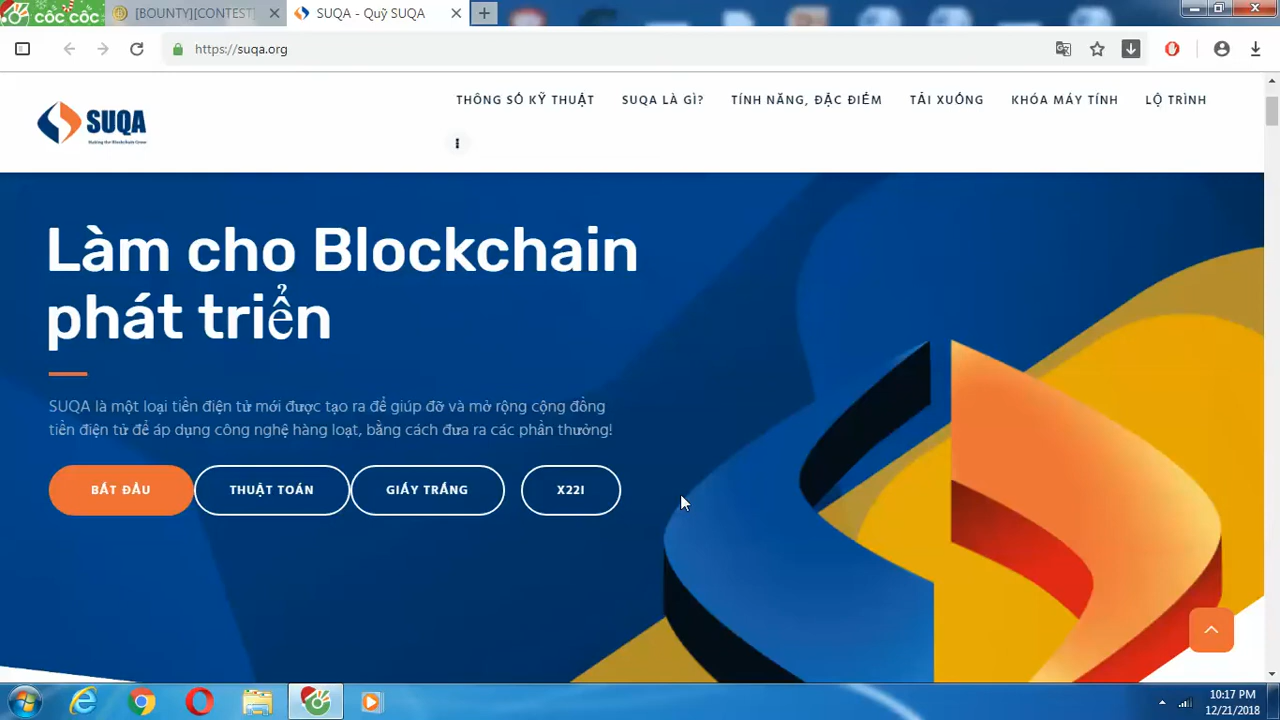 cốc cốc
[BOUNTY][CONTEST]
SUQA - Quỹ SUQA
https://suqa.org
SUQA
THÔNG SỐ KỸ THUẬT
SUQA LÀ GÌ?
TÍNH NĂNG, ĐẶC ĐIỂM
TẢI XUỐNG
KHÓA MÁY TÍNH
LỘ TRÌNH
Làm cho Blockchain
phát triển
SUQA là một loại tiền điện tử mới được tạo ra để giúp đỡ và mở rộng cộng đồng
tiền điện tử để áp dụng công nghệ hàng loạt, bằng cách đưa ra các phần thưởng!
BẮT ĐẦU
THUẬT TOÁN
GIẤY TRẮNG
X22I
10:17 PM
12/21/2018